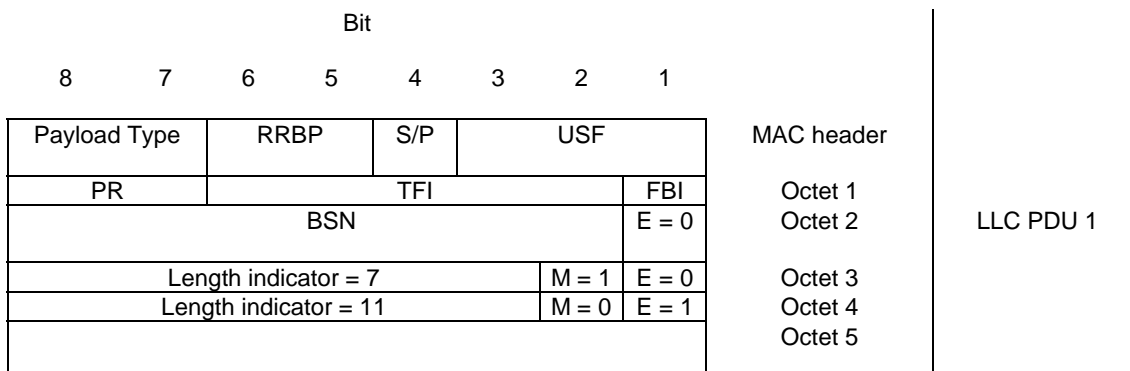 Bit
8 7 6 5 4 3 2 1
Payload Type RRBP S/P USF MAC header
PR TFI FBI Octet 1
BSN E = 0 Octet 2 LLC PDU 1
Length indicator = 7 M = 1 E = 0 Octet 3
Length indicator = 11 M = 0 E = 1 Octet 4
Octet 5